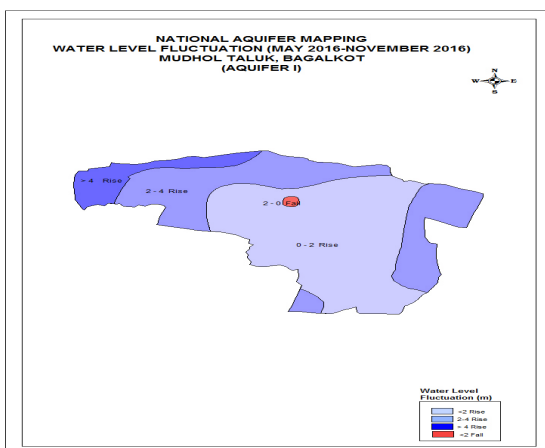 NATIONAL AQUIFER MAPPING
WATER LEVEL FLUCTUATION (MAY 2016-NOVEMBER 2016)
MUDHOL TALUK, BAGALKOT
(AQUIFER I)
N
W E
S
> 4 Rise
2 - 4 Rise
2 - 0 Fall
0 - 2 Rise
Water Level
Fluctuation (m)
<2 Rise
2-4 Rise
> 4 Rise
<2 Fall